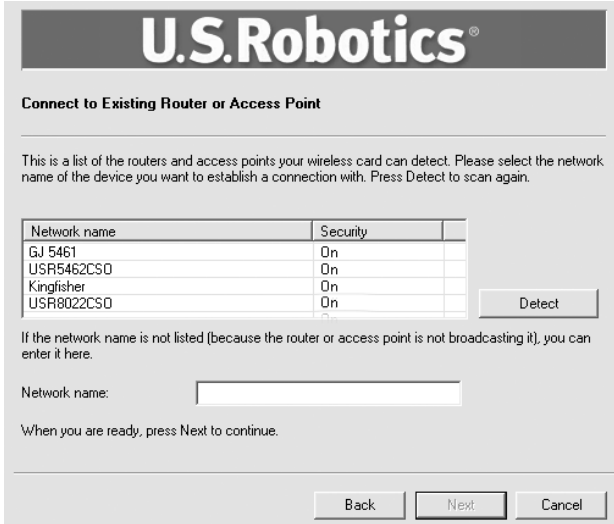 U.S.Robotics®
Connect to Existing Router or Access Point
This is a list of the routers and access points your wireless card can detect. Please select the network
name of the device you want to establish a connection with. Press Detect to scan again.
Network name Security
GJ 5461 On
USR5462CSO On
Kingfisher On
USR8022CSO On
Detect
If the network name is not listed (because the router or access point is not broadcasting it), you can
enter it here.
Network name:
When you are ready, press Next to continue.
Back Next Cancel